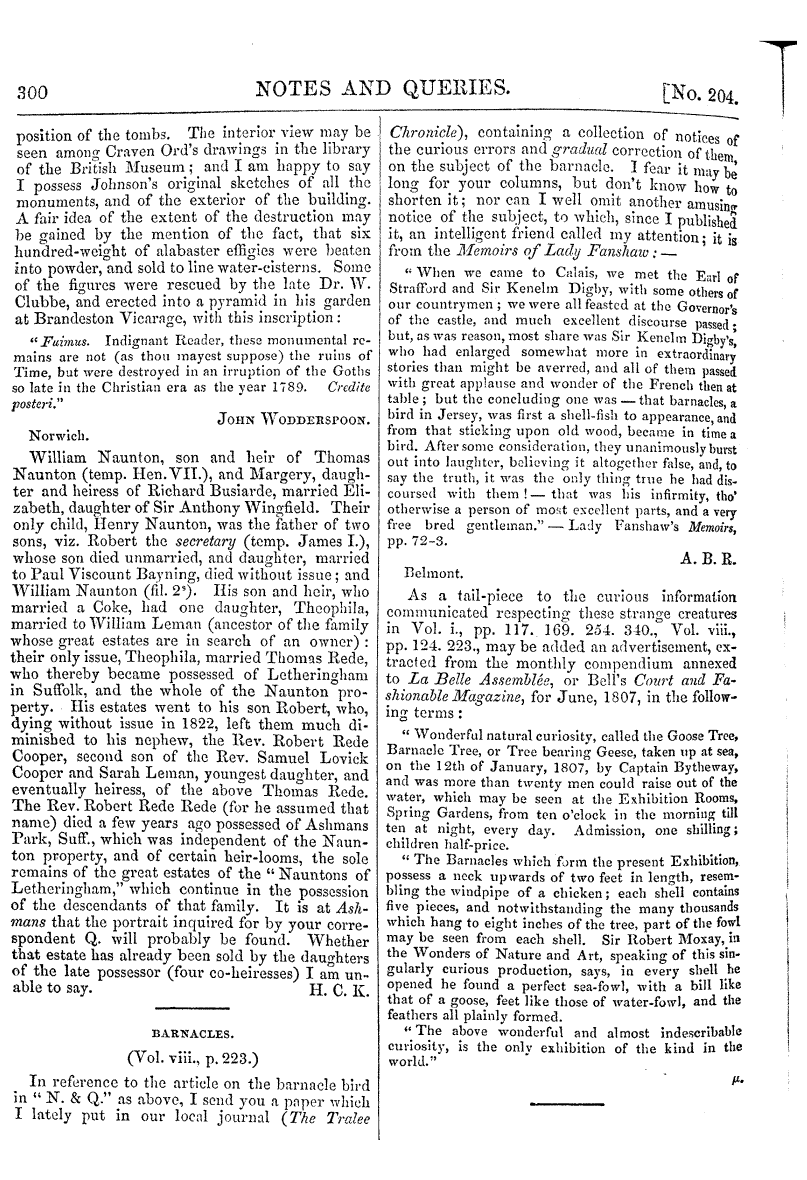 300 NOTES AND QUERIES. [No. 204.
position of the tombs. The interior view may be
seen among Craven Ord's drawings in the library
of the British Museum; and I am happy to say
I possess Johnson's original sketches of all the
monuments, and of the exterior of the building.
A fair idea of the extent of the destruction may
be gained by the mention of the fact, that six
hundred-weight of alabaster effigies were beaten
into powder, and sold to line water-cisterns. Some
of the figures were rescued by the late Dr. W.
Clubbe, and erected into a pyramid in his garden
at Brandeston Vicarage, with this inscription:
"Fuimus. Indignant Reader, these monumental re-
mains are not (as thou mayest suppose) the ruins of
Time, but were destroyed in an irruption of the Goths
so late in the Christian era as the year 1789. Credite
posteri."
JOHN WODDERSPOON.
Norwich.
William Naunton, son and heir of Thomas
Naunton (temp. Hen. VII.), and Margery, daugh-
ter and heiress of Richard Busiarde, married Eli-
zabeth, daughter of Sir Anthony Wingfield. Their
only child, Henry Naunton, was the father of two
sons, viz. Robert the secretary (temp. James I.),
whose son died unmarried, and daughter, married
to Paul Viscount Bayning, died without issue; and
William Naunton (fil. 2ˢ). His son and heir, who
married a Coke, had one daughter, Theophila,
married to William Leman (ancestor of the family
whose great estates are in search of an owner):
their only issue, Theophila, married Thomas Rede,
who thereby became possessed of Letheringham
in Suffolk, and the whole of the Naunton pro-
perty. His estates went to his son Robert, who,
dying without issue in 1822, left them much di-
minished to his nephew, the Rev. Robert Rede
Cooper, second son of the Rev. Samuel Lovick
Cooper and Sarah Leman, youngest daughter, and
eventually heiress, of the above Thomas Rede.
The Rev. Robert Rede Rede (for he assumed that
name) died a few years ago possessed of Ashmans
Park, Suff., which was independent of the Naun-
ton property, and of certain heir-looms, the sole
remains of the great estates of the "Nauntons of
Letheringham," which continue in the possession
of the descendants of that family. It is at Ash-
mans that the portrait inquired for by your corre-
spondent Q. will probably be found. Whether
that estate has already been sold by the daughters
of the late possessor (four co-heiresses) I am un-
able to say. H. C. K.
BARNACLES.
(Vol. viii., p. 223.)
In reference to the article on the barnacle bird
in "N. & Q." as above, I send you a paper which
I lately put in our local journal (The Tralee
Chronicle), containing a collection of notices of
the curious errors and gradual correction of them,
on the subject of the barnacle. I fear it may be
long for your columns, but don't know how to
shorten it; nor can I well omit another amusing
notice of the subject, to which, since I published
it, an intelligent friend called my attention; it is
from the Memoirs of Lady Fanshaw:—
"When we came to Calais, we met the Earl of
Strafford and Sir Kenelm Digby, with some others of
our countrymen; we were all feasted at the Governor's
of the castle, and much excellent discourse passed;
but, as was reason, most share was Sir Kenelm Digby's,
who had enlarged somewhat more in extraordinary
stories than might be averred, and all of them passed
with great applause and wonder of the French then at
table; but the concluding one was—that barnacles, a
bird in Jersey, was first a shell-fish to appearance, and
from that sticking upon old wood, became in time a
bird. After some consideration, they unanimously burst
out into laughter, believing it altogether false, and, to
say the truth, it was the only thing true he had dis-
coursed with them!—that was his infirmity, tho'
otherwise a person of most excellent parts, and a very
free bred gentleman."—Lady Fanshaw's Memoirs,
pp. 72-3.
A. B. R.
Belmont.
As a tail-piece to the curious information
communicated respecting these strange creatures
in Vol. i., pp. 117. 169. 254. 340., Vol. viii.,
pp. 124. 223., may be added an advertisement, ex-
tracted from the monthly compendium annexed
to La Belle Assemblée, or Bell's Court and Fa-
shionable Magazine, for June, 1807, in the follow-
ing terms:
"Wonderful natural curiosity, called the Goose Tree,
Barnacle Tree, or Tree bearing Geese, taken up at sea,
on the 12th of January, 1807, by Captain Bytheway,
and was more than twenty men could raise out of the
water, which may be seen at the Exhibition Rooms,
Spring Gardens, from ten o'clock in the morning till
ten at night, every day. Admission, one shilling;
children half-price.
"The Barnacles which form the present Exhibition,
possess a neck upwards of two feet in length, resem-
bling the windpipe of a chicken; each shell contains
five pieces, and notwithstanding the many thousands
which hang to eight inches of the tree, part of the fowl
may be seen from each shell. Sir Robert Moxay, in
the Wonders of Nature and Art, speaking of this sin-
gularly curious production, says, in every shell he
opened he found a perfect sea-fowl, with a bill like
that of a goose, feet like those of water-fowl, and the
feathers all plainly formed.
"The above wonderful and almost indescribable
curiosity, is the only exhibition of the kind in the
world."
μ.